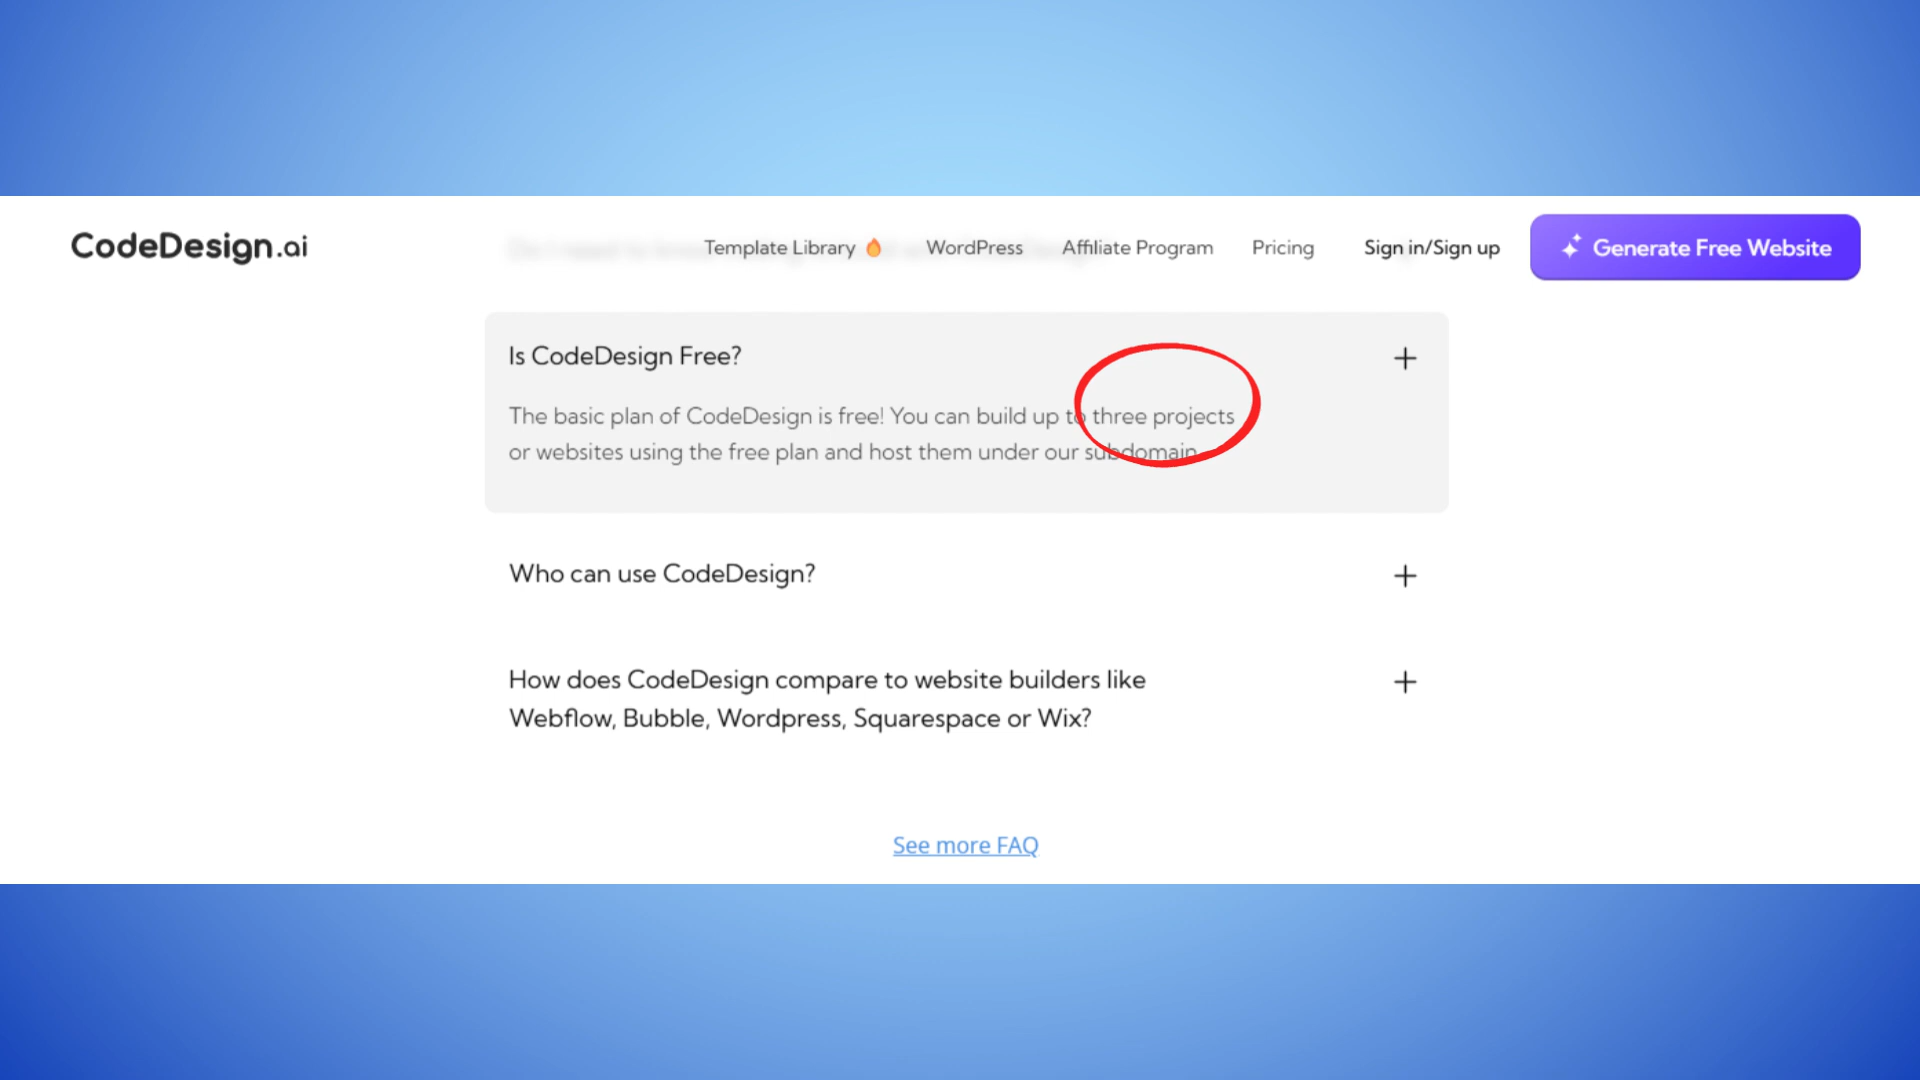 CodeDesign.ai
Template Library 🔥 WordPress Affiliate Program Pricing Sign in/Sign up Generate Free Website
Is CodeDesign Free? +
The basic plan of CodeDesign is free! You can build up to three projects
or websites using the free plan and host them under our subdomain.
Who can use CodeDesign? +
How does CodeDesign compare to website builders like +
Webflow, Bubble, Wordpress, Squarespace or Wix?
See more FAQ